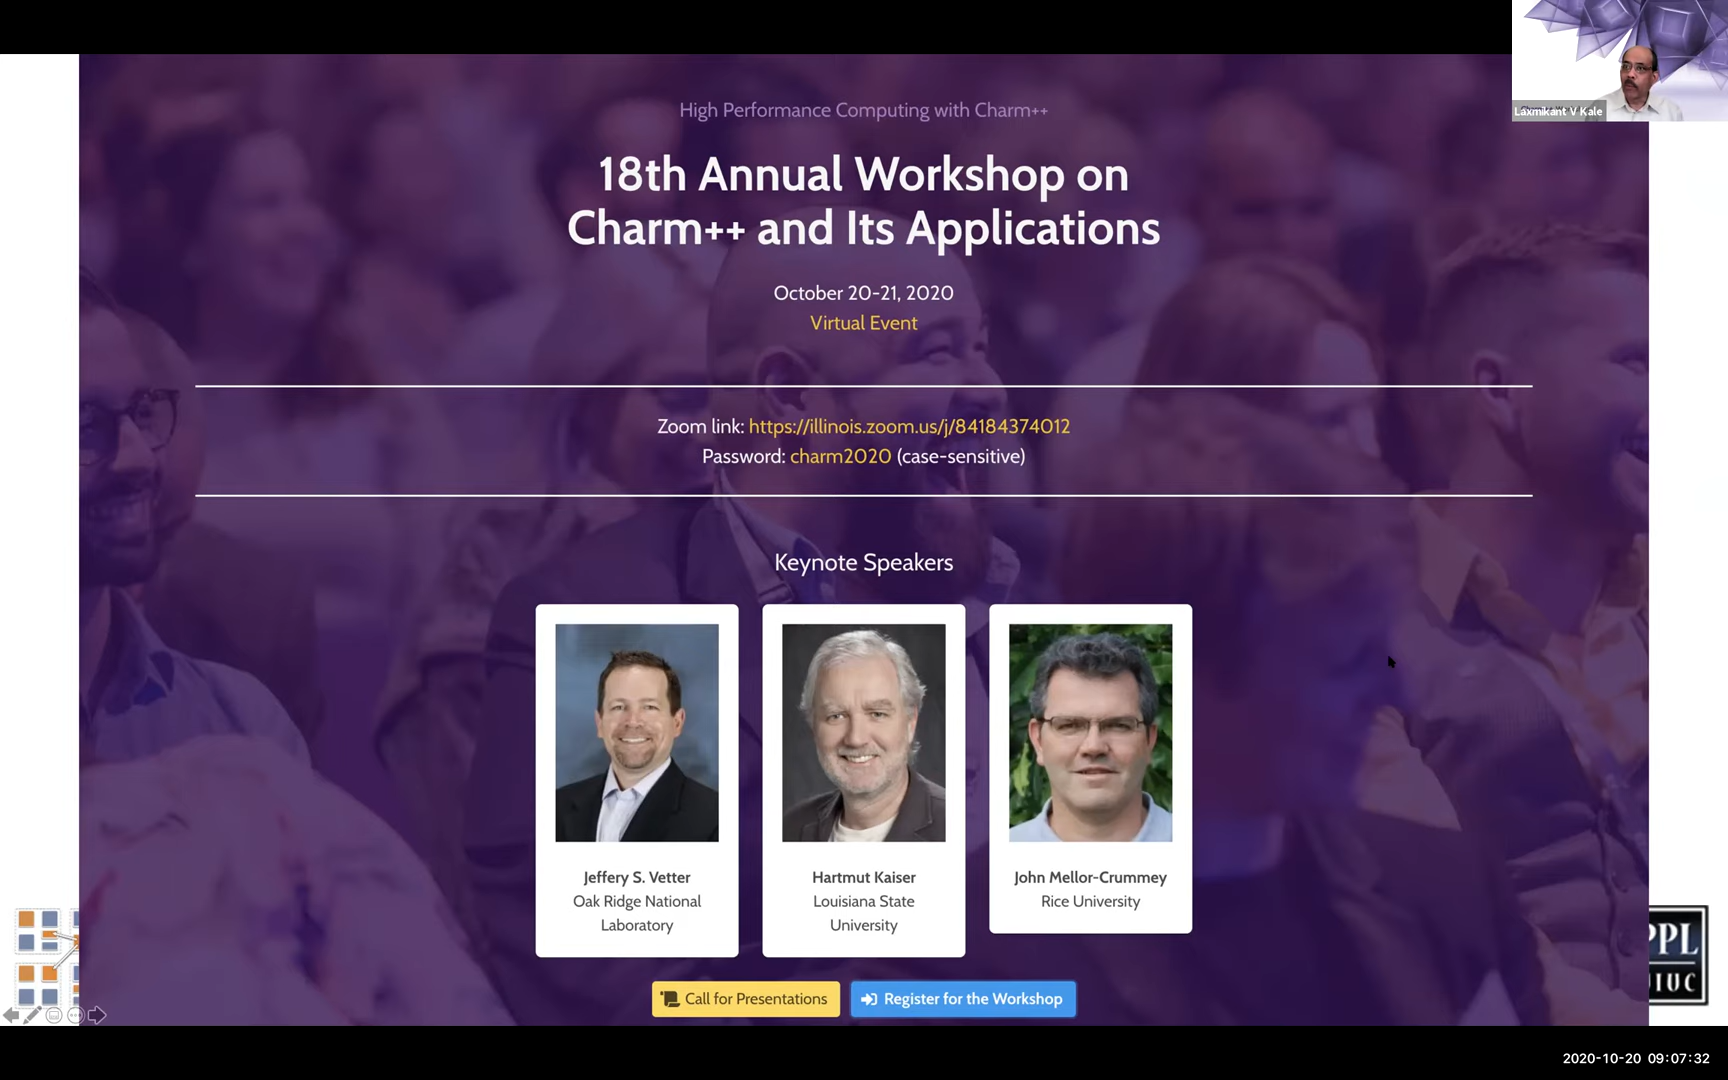 High Performance Computing with Charm++
18th Annual Workshop on
Charm++ and Its Applications
October 20-21, 2020
Virtual Event
Zoom link: https://illinois.zoom.us/j/84184374012
Password: charm2020 (case-sensitive)
Keynote Speakers
Jeffery S. Vetter
Oak Ridge National
Laboratory
Hartmut Kaiser
Louisiana State
University
John Mellor-Crummey
Rice University
Call for Presentations
Register for the Workshop
Laxmikant V Kale
PPL
UIUC
2020-10-20 09:07:32